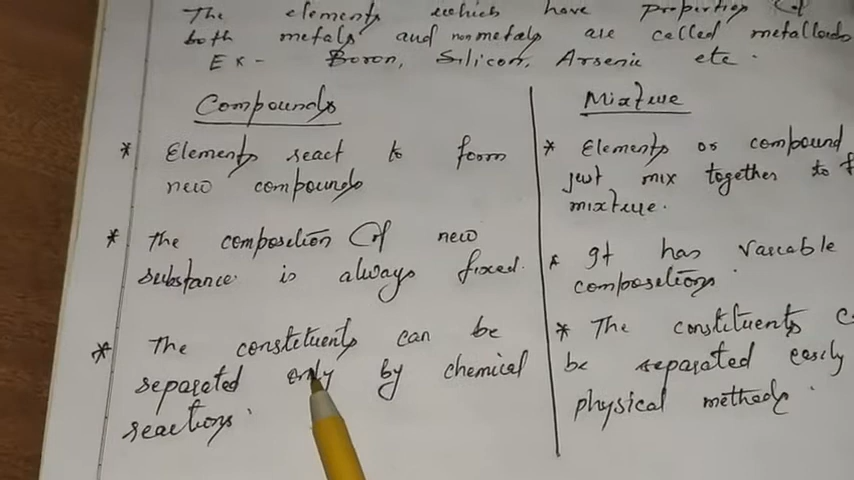 The elements which have properties of
both metals and nonmetals are called metalloids
Ex - Boron, Silicon, Arsenic etc.
Compounds
* Elements react to form
new compounds
* The composition of new
substance is always fixed.
* The constituents can be
separated only by chemical
reactions.
Mixture
* Elements or compound
just mix together to f
mixture.
* It has variable
compositions.
* The constituents c
be separated easily
physical methods.